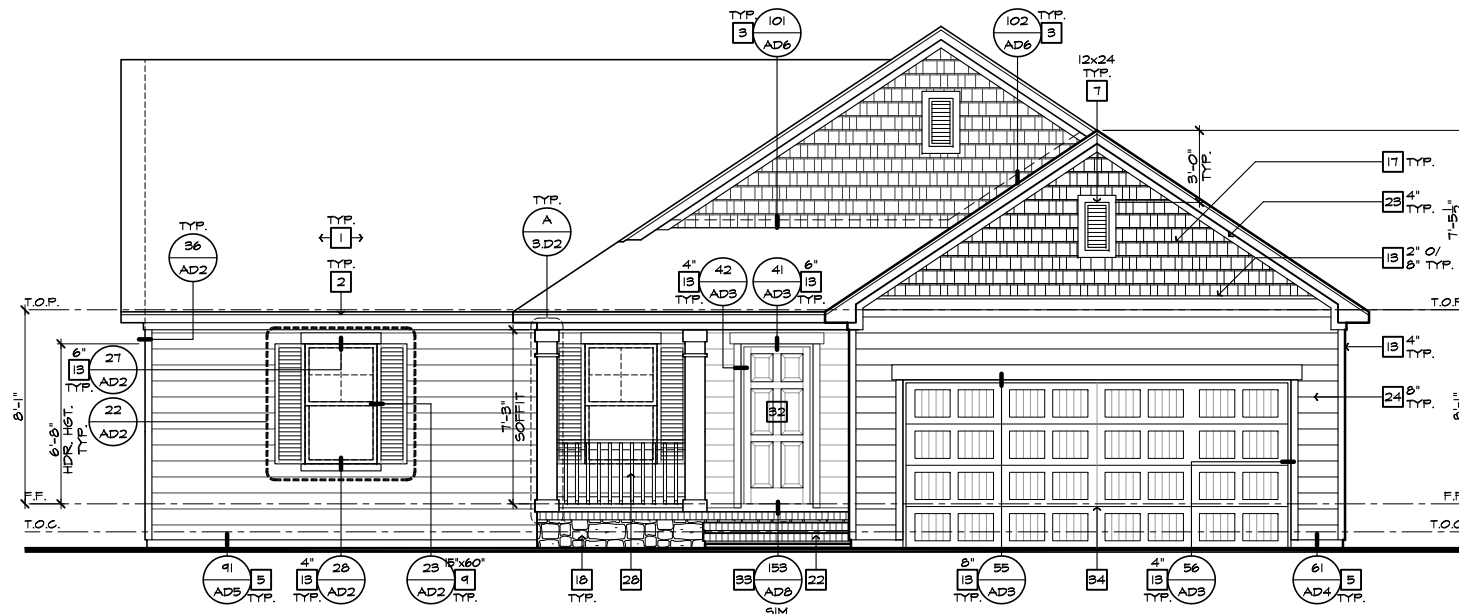 TYP.
3
101
AD6
102
AD6
TYP.
3
12x24
TYP.
7
3'-0"
TYP.
17 TYP.
23 4"
TYP.
7'-5½"
13 2" O/
8" TYP.
TYP.
36
AD2
TYP.
1
TYP.
2
TYP.
A
3.D2
4"
13
TYP.
42
AD3
41
AD3
6"
13
TYP.
T.O.P.
T.O.P.
6"
13
TYP.
27
AD2
22
AD2
8'-1"
6'-8"
HDR. HGT.
TYP.
7'-3"
SOFFIT
32
13 4"
TYP.
24 8"
TYP.
8'-1"
F.F.
F.F.
T.O.C.
T.O.C.
91
AD5
5
TYP.
4"
13
TYP.
28
AD2
23
AD2
15"x60"
9
TYP.
18
TYP.
28
33
153
AD8
SIM
22
8"
13
TYP.
55
AD3
34
4"
13
TYP.
56
AD3
61
AD4
5
TYP.